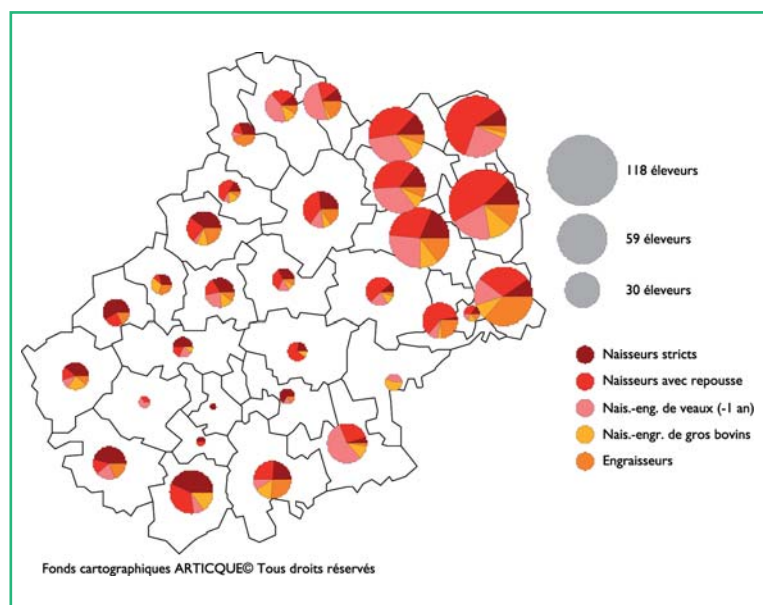 118 éleveurs
59 éleveurs
30 éleveurs
Naisseurs stricts
Naisseurs avec repousse
Nais.-eng. de veaux (-1 an)
Nais.-engr. de gros bovins
Engraisseurs
Fonds cartographiques ARTICQUE© Tous droits réservés